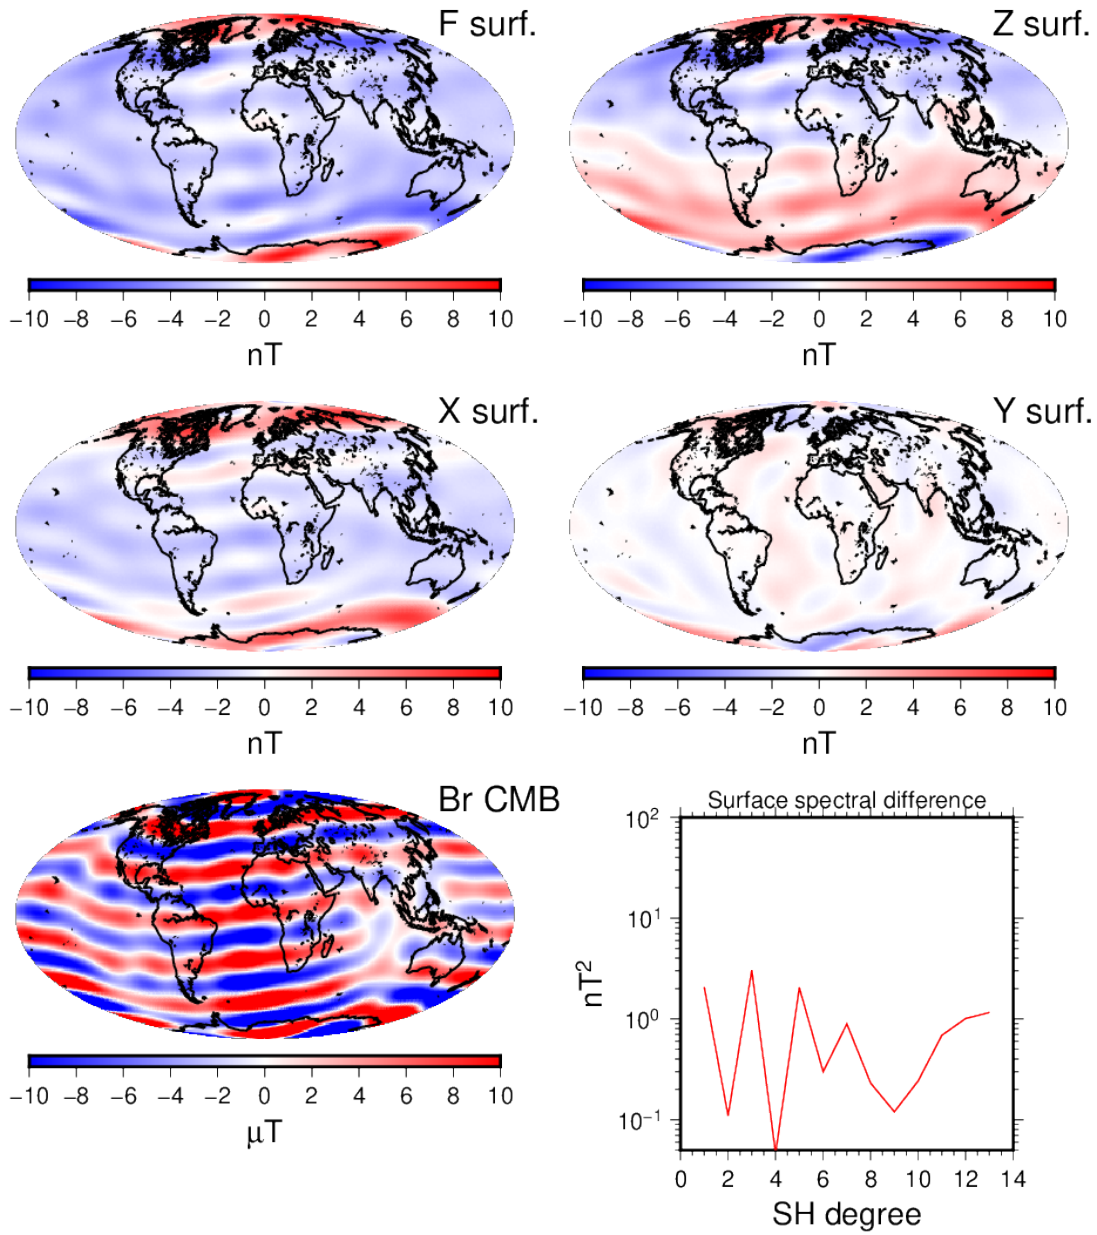 F surf.
Z surf.
−10 −8 −6 −4 −2 0 2 4 6 8 10
nT
−10 −8 −6 −4 −2 0 2 4 6 8 10
nT
X surf.
Y surf.
−10 −8 −6 −4 −2 0 2 4 6 8 10
nT
−10 −8 −6 −4 −2 0 2 4 6 8 10
nT
Br CMB
−10 −8 −6 −4 −2 0 2 4 6 8 10
μT
Surface spectral difference
10²
10¹
10⁰
10⁻¹
nT²
0 2 4 6 8 10 12 14
SH degree